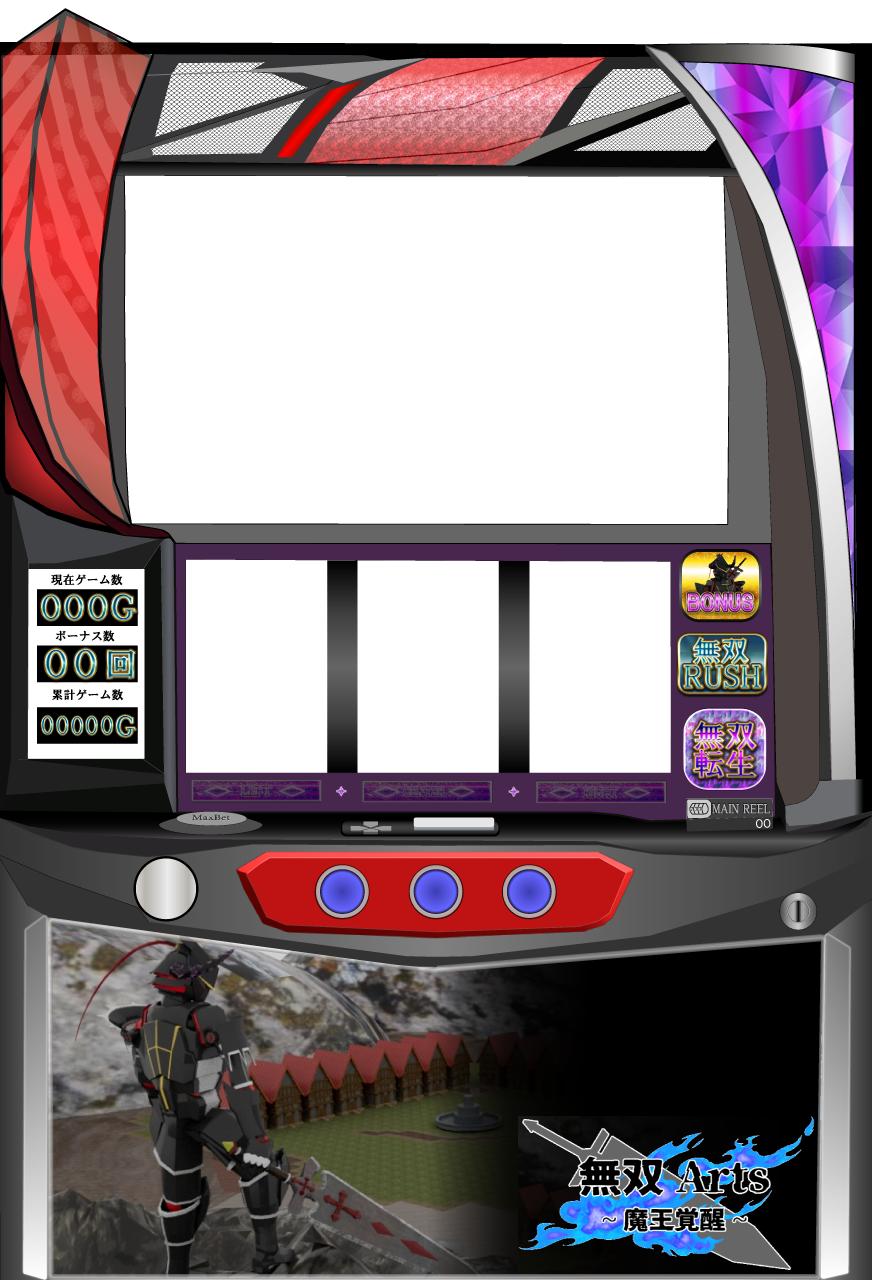 現在ゲーム数
000G
ボーナス数
00回
累計ゲーム数
00000G
BONUS
無双
RUSH
無双
転生
MAIN REEL
00
MaxBet
無双 Arts
~ 魔王覚醒 ~